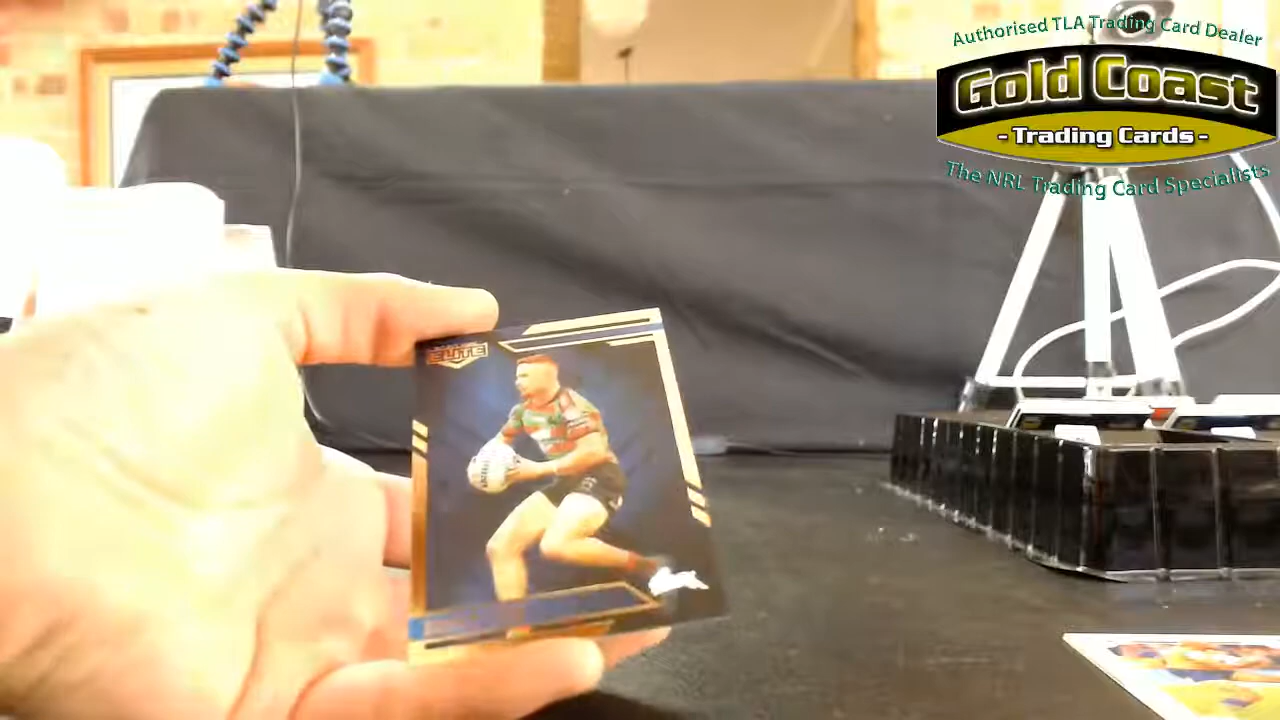 Authorised TLA Trading Card Dealer
Gold Coast
- Trading Cards -
The NRL Trading Card Specialists
ELITE